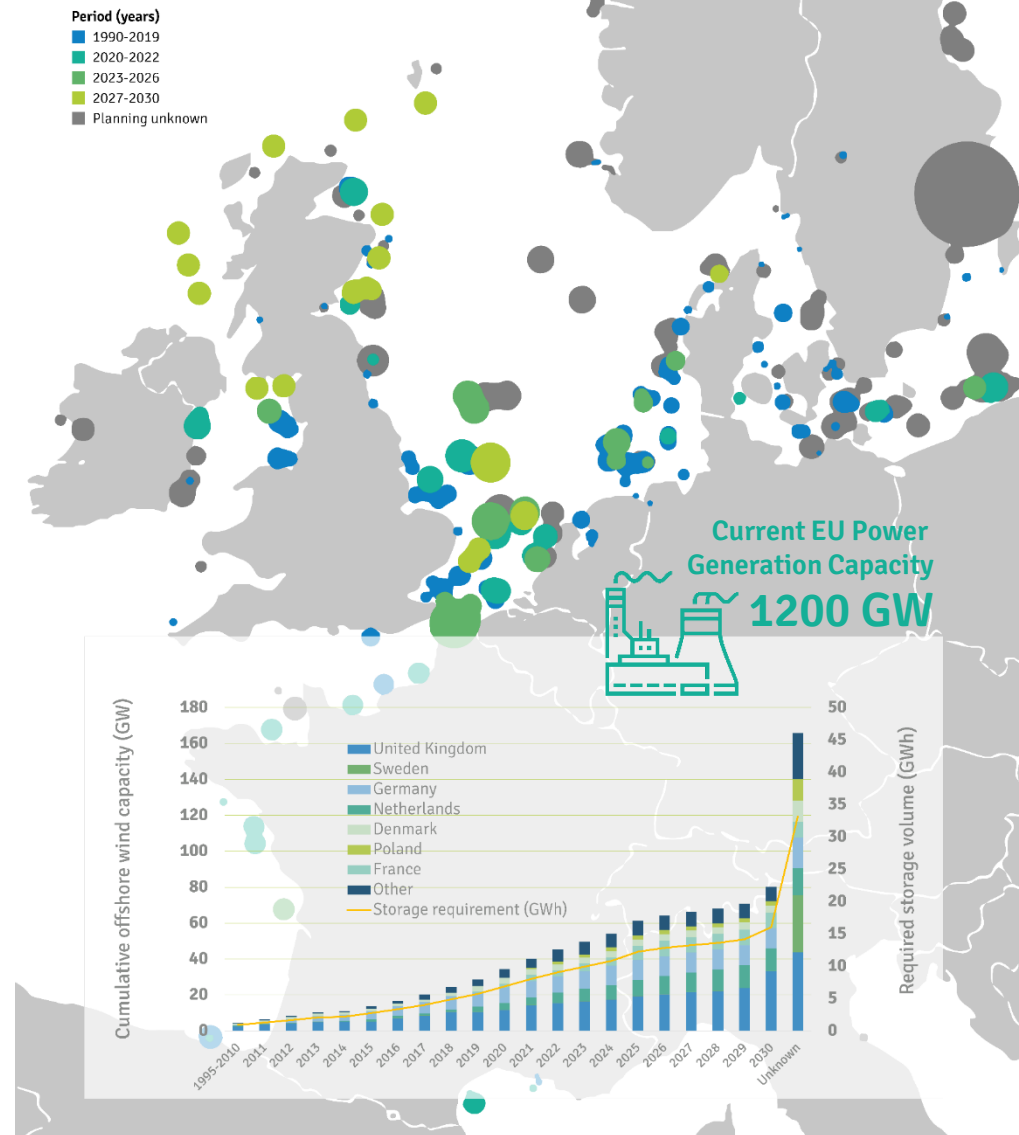 Period (years)
1990-2019
2020-2022
2023-2026
2027-2030
Planning unknown
Current EU Power
Generation Capacity
1200 GW
Cumulative offshore wind capacity (GW)
180
160
140
120
100
80
60
40
20
0
United Kingdom
Sweden
Germany
Netherlands
Denmark
Poland
France
Other
Storage requirement (GWh)
50
45
40
35
30
25
20
15
10
5
0
Required storage volume (GWh)
1995-2010
2011
2012
2013
2014
2015
2016
2017
2018
2019
2020
2021
2022
2023
2024
2025
2026
2027
2028
2029
2030
Unknown